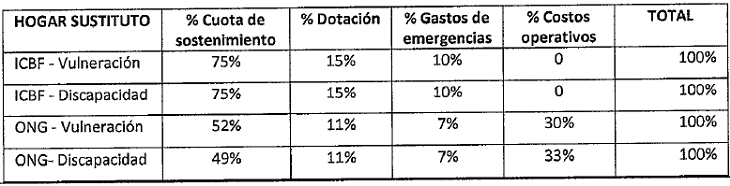 HOGAR SUSTITUTO % Cuota de sostenimiento % Dotación % Gastos de emergencias % Costos operativos TOTAL
ICBF - Vulneración 75% 15% 10% 0 100%
ICBF - Discapacidad 75% 15% 10% 0 100%
ONG - Vulneración 52% 11% 7% 30% 100%
ONG- Discapacidad 49% 11% 7% 33% 100%